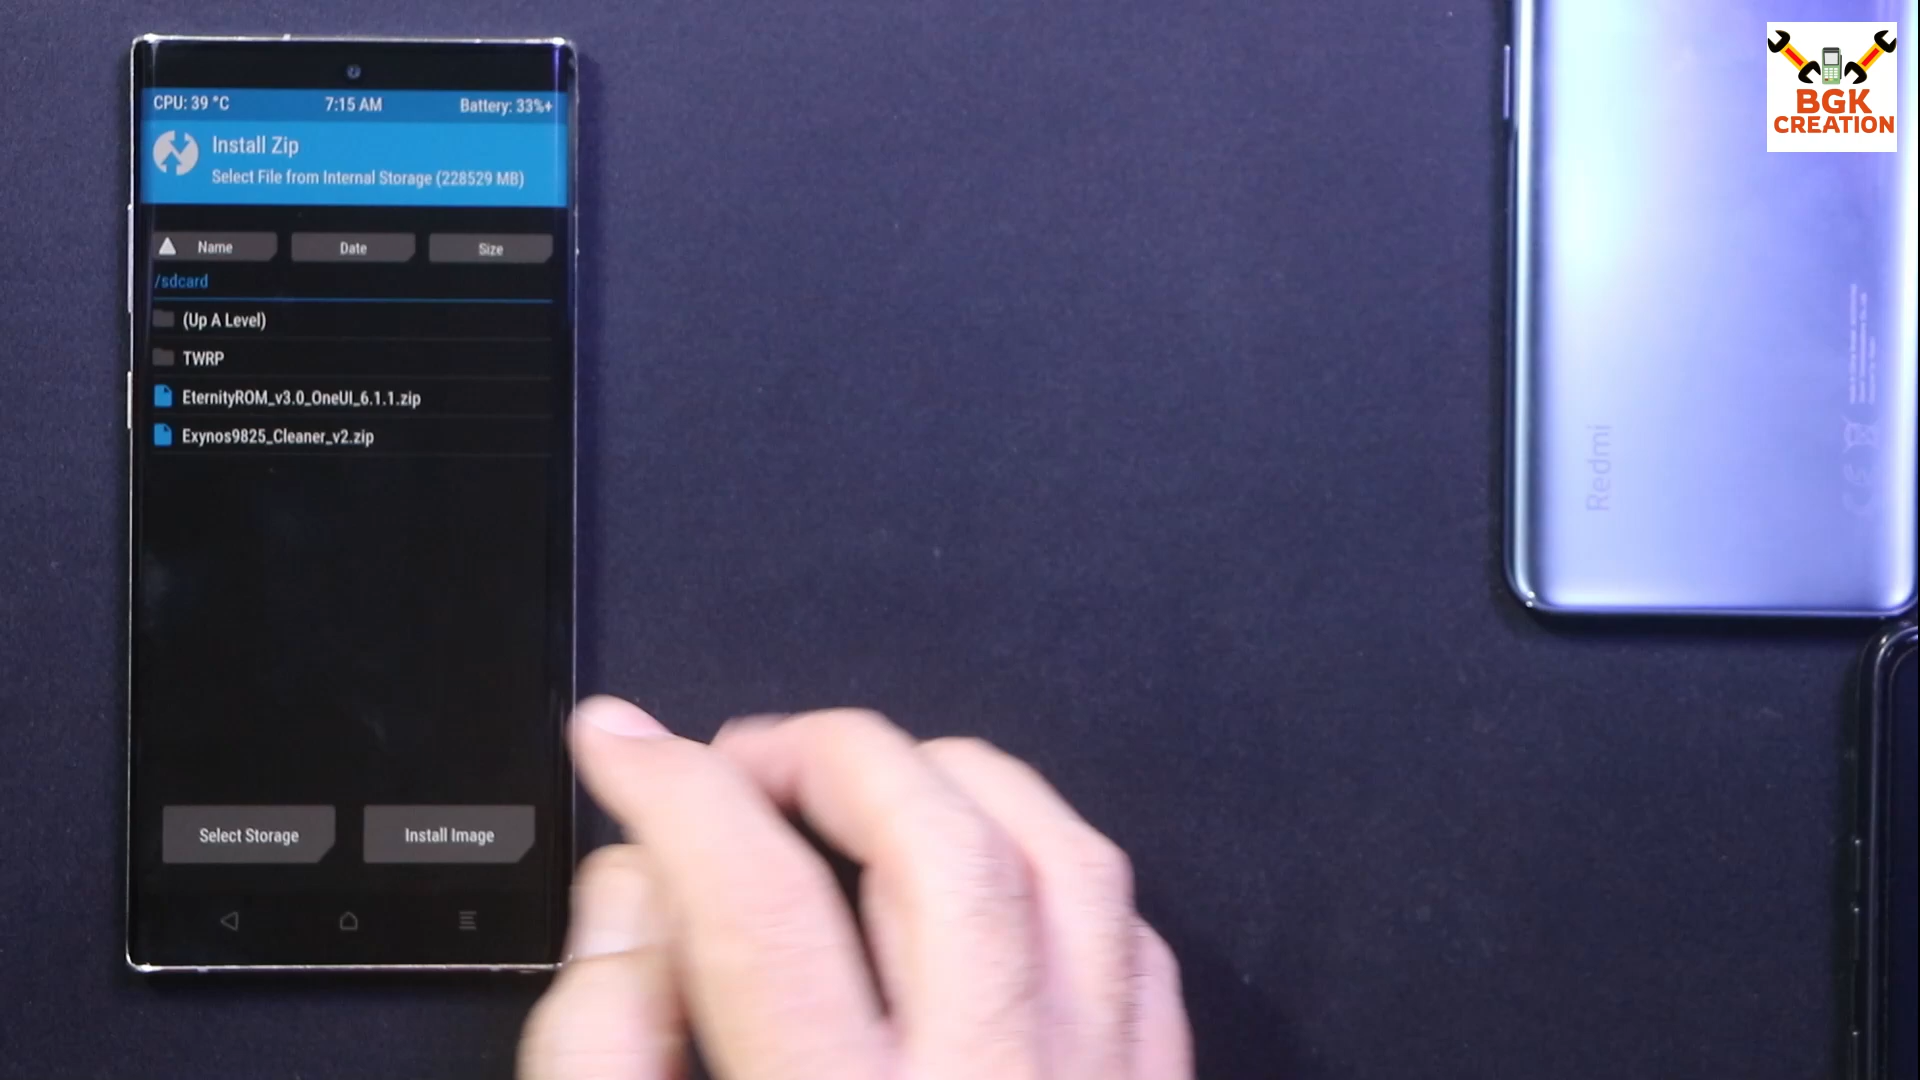 CPU: 39 °C
7:15 AM
Battery: 33%+
Install Zip
Select File from Internal Storage (228529 MB)
Name
Date
Size
/sdcard
(Up A Level)
TWRP
EternityROM_v3.0_OneUI_6.1.1.zip
Exynos9825_Cleaner_v2.zip
Select Storage
Install Image
BGK
CREATION
Redmi